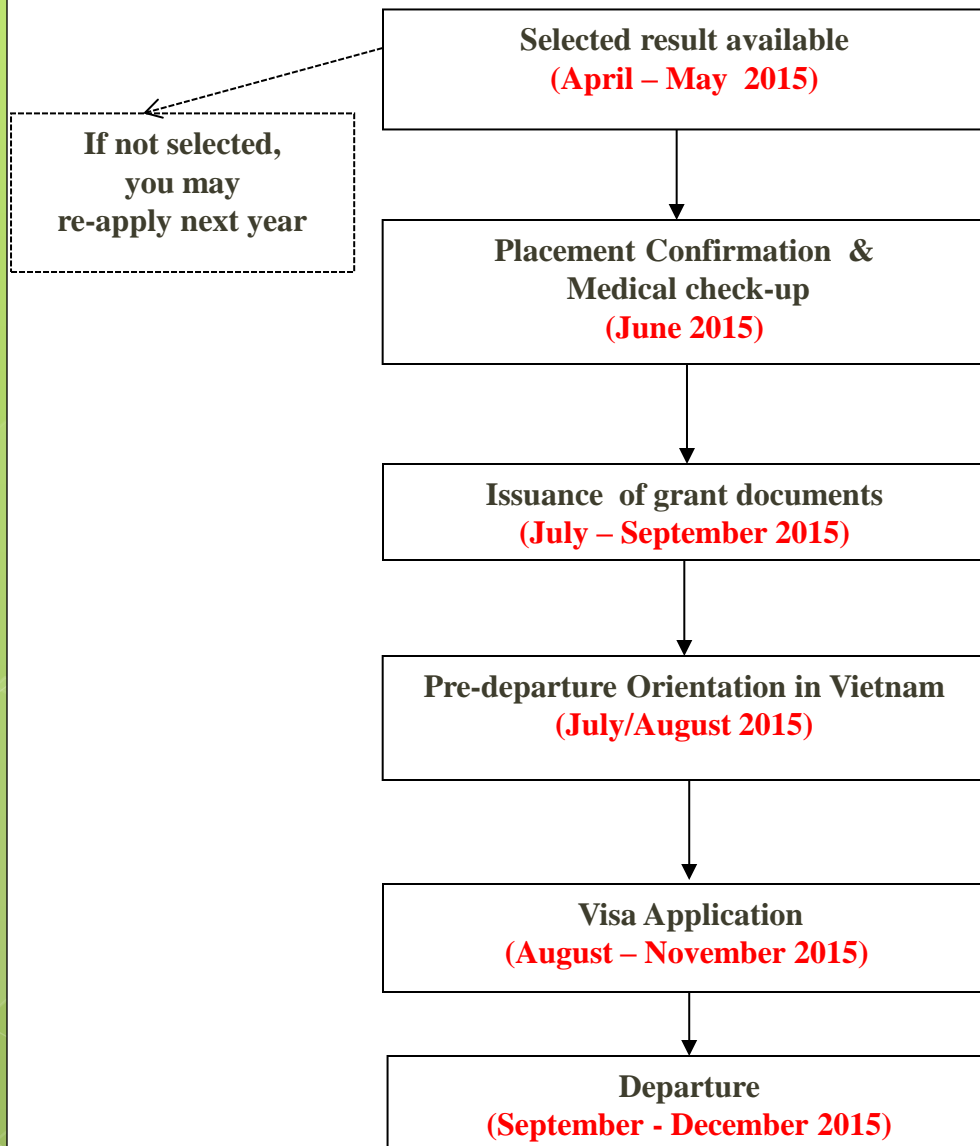 Selected result available
(April – May 2015)
If not selected,
you may
re-apply next year
Placement Confirmation &
Medical check-up
(June 2015)
Issuance of grant documents
(July – September 2015)
Pre-departure Orientation in Vietnam
(July/August 2015)
Visa Application
(August – November 2015)
Departure
(September - December 2015)